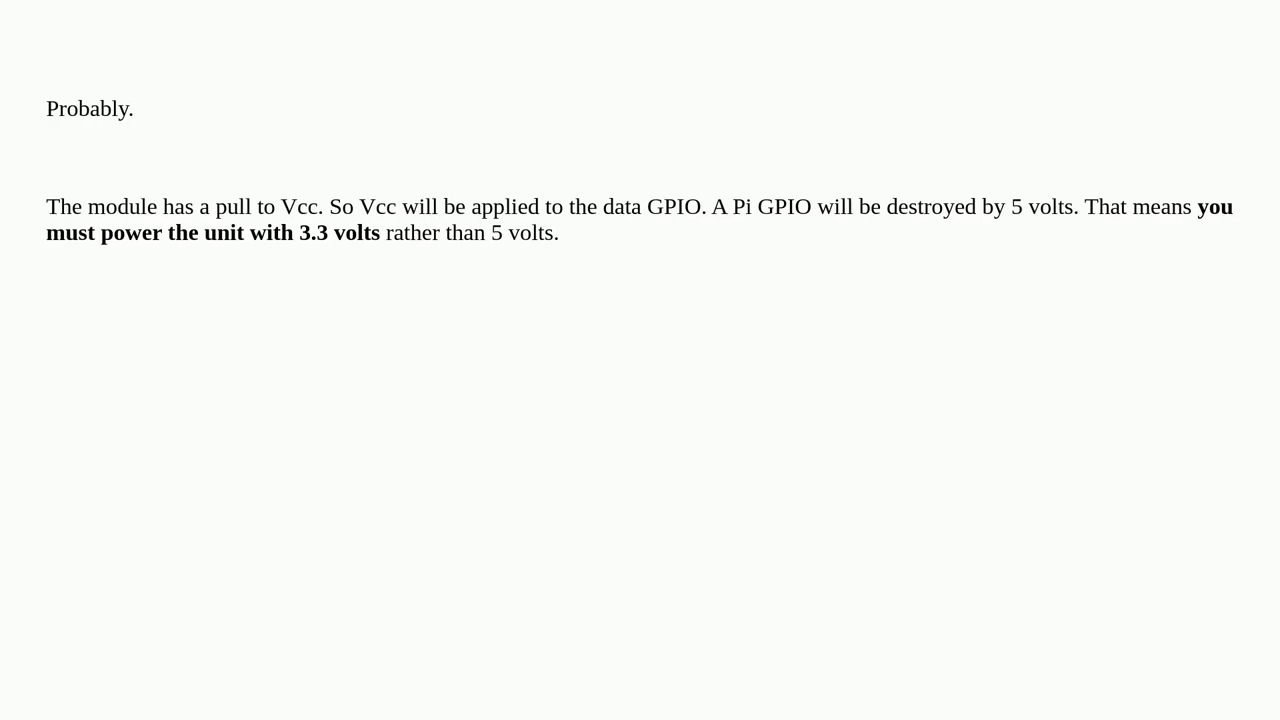 Probably.
The module has a pull to Vcc. So Vcc will be applied to the data GPIO. A Pi GPIO will be destroyed by 5 volts. That means you
must power the unit with 3.3 volts rather than 5 volts.